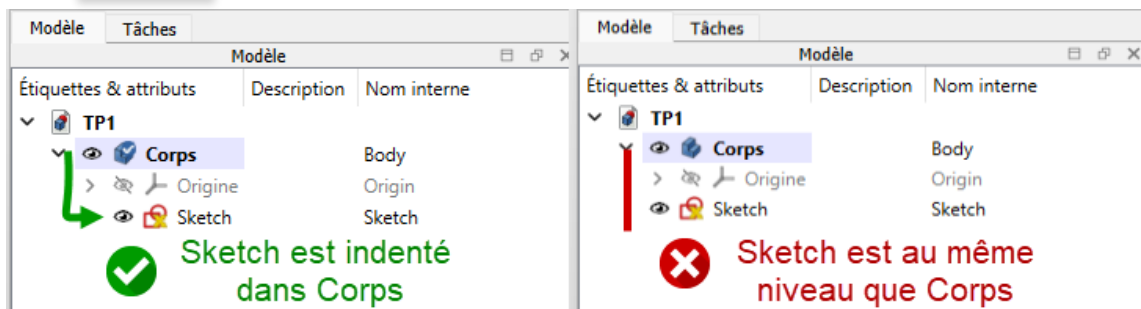 Modèle Tâches
Modèle
Étiquettes & attributs Description Nom interne
TP1
Corps Body
Origine Origin
Sketch Sketch
Sketch est indenté
dans Corps
Modèle Tâches
Modèle
Étiquettes & attributs Description Nom interne
TP1
Corps Body
Origine Origin
Sketch Sketch
Sketch est au même
niveau que Corps